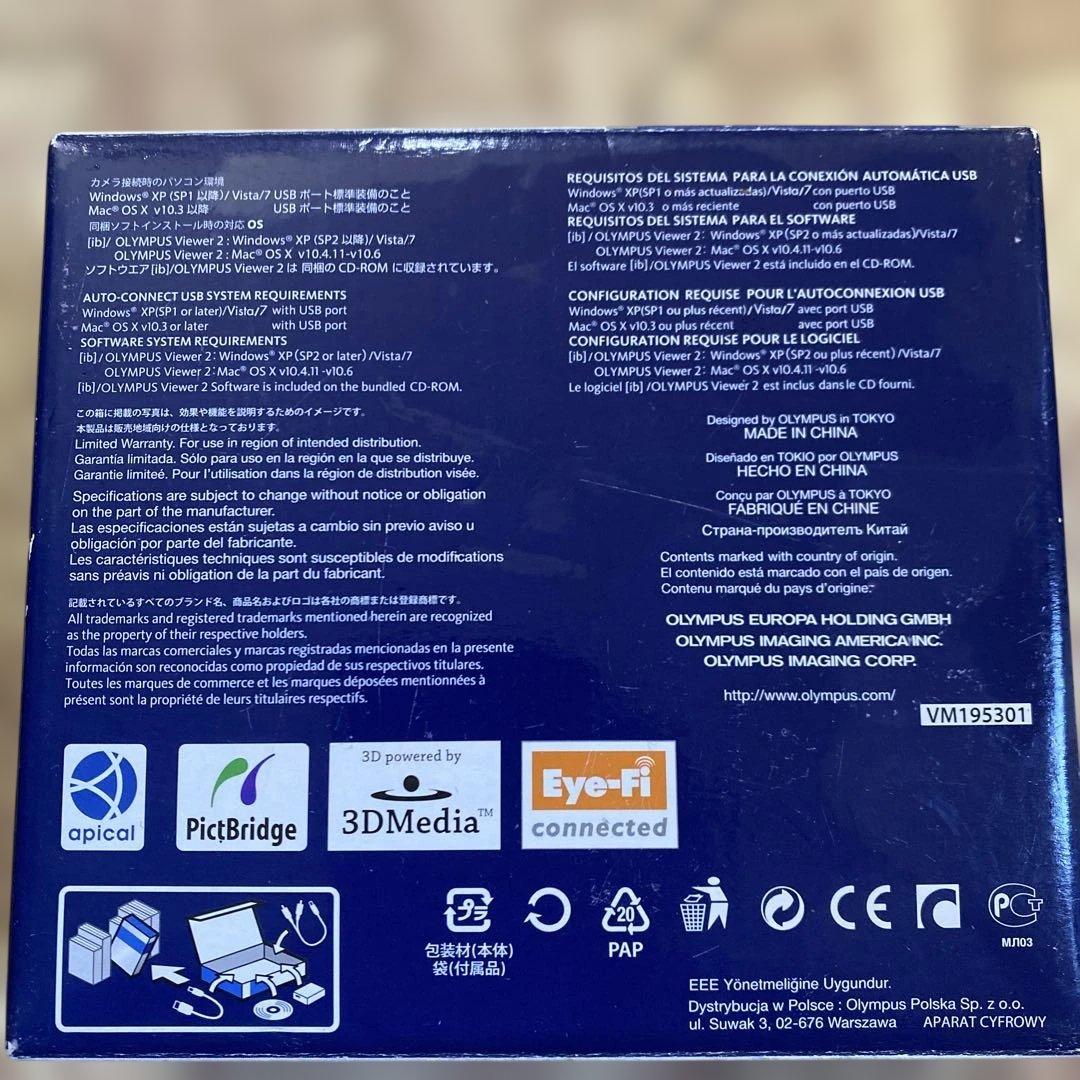 カメラ接続時のパソコン環境
Windows® XP (SP1 以降)/ Vista/7 USB ポート標準装備のこと
Mac® OS X v10.3 以降 USB ポート標準装備のこと
同梱ソフトインストール時の対応 OS
[ib]/ OLYMPUS Viewer 2 : Windows® XP (SP2 以降)/ Vista/7
OLYMPUS Viewer 2 : Mac® OS X v10.4.11-v10.6
ソフトウエア [ib]/OLYMPUS Viewer 2 は 同梱の CD-ROM に収録されています。
AUTO-CONNECT USB SYSTEM REQUIREMENTS
Windows® XP(SP1 or later)/Vista/7 with USB port
Mac® OS X v10.3 or later with USB port
SOFTWARE SYSTEM REQUIREMENTS
[ib]/OLYMPUS Viewer 2: Windows® XP (SP2 or later) /Vista/7
OLYMPUS Viewer 2: Mac® OS X v10.4.11 -v10.6
[ib]/OLYMPUS Viewer 2 Software is included on the bundled CD-ROM.
この箱に掲載の写真は、効果や機能を説明するためのイメージです。
本製品は販売地域向けの仕様となっております。
Limited Warranty. For use in region of intended distribution.
Garantía limitada. Sólo para uso en la región en la que se distribuye.
Garantie limiteé. Pour l'utilisation dans la région de distribution visée.
Specifications are subject to change without notice or obligation
on the part of the manufacturer.
Las especificaciones están sujetas a cambio sin previo aviso u
obligación por parte del fabricante.
Les caractéristiques techniques sont susceptibles de modifications
sans préavis ni obligation de la part du fabricant.
記載されているすべてのブランド名、商品名およびロゴは各社の商標または登録商標です。
All trademarks and registered trademarks mentioned herein are recognized
as the property of their respective holders.
Todas las marcas comerciales y marcas registradas mencionadas en la presente
información son reconocidas como propiedad de sus respectivos titulares.
Toutes les marques de commerce et les marques déposées mentionnées à
présent sont la propriété de leurs titulaires respectifs.
REQUISITOS DEL SISTEMA PARA LA CONEXIÓN AUTOMÁTICA USB
Windows® XP(SP1 o más actualizadas)/Vista/7 con puerto USB
Mac® OS X v10.3 o más reciente con puerto USB
REQUISITOS DEL SISTEMA PARA EL SOFTWARE
[ib] / OLYMPUS Viewer 2: Windows® XP (SP2 o más actualizadas)/Vista/7
OLYMPUS Viewer 2: Mac® OS X v10.4.11-v10.6
El software [ib]/OLYMPUS Viewer 2 está incluido en el CD-ROM.
CONFIGURATION REQUISE POUR L'AUTOCONNEXION USB
Windows® XP(SP1 ou plus récent)/Vista/7 avec port USB
Mac® OS X v10.3 ou plus récent avec port USB
CONFIGURATION REQUISE POUR LE LOGICIEL
[ib]/OLYMPUS Viewer 2: Windows® XP (SP2 ou plus récent) /Vista/7
OLYMPUS Viewer 2: Mac® OS X v10.4.11 -v10.6
Le logiciel [ib] /OLYMPUS Viewer 2 est inclus dans le CD fourni.
Designed by OLYMPUS in TOKYO
MADE IN CHINA
Diseñado en TOKIO por OLYMPUS
HECHO EN CHINA
Conçu par OLYMPUS à TOKYO
FABRIQUÉ EN CHINE
Страна-производителъ Китай
Contents marked with country of origin.
El contenido está marcado con el país de origen.
Contenu marqué du pays d'origine.
OLYMPUS EUROPA HOLDING GMBH
OLYMPUS IMAGING AMERICA INC.
OLYMPUS IMAGING CORP.
http://www.olympus.com/
VM195301
apical
PictBridge
3D powered by
3DMedia™
Eye-Fi
connected
プラ
包装材(本体)
袋(付属品)
20
PAP
CE
РСТ
МЛ03
EEE Yönetmeliğine Uygundur.
Dystrybucja w Polsce : Olympus Polska Sp. z o.o.
ul. Suwak 3, 02-676 Warszawa APARAT CYFROWY